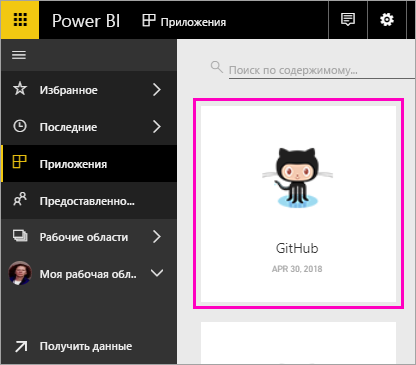 Power BI Приложения
Поиск по содержимому...
Избранное
Последние
Приложения
Предоставленно...
Рабочие области
Моя рабочая обл...
Получить данные
GitHub
APR 30, 2018